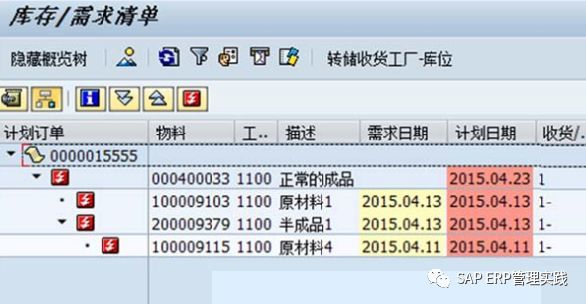 库存/需求清单
隐藏概览树 转储收货工厂-库位
计划订单 物料 工.. 描述 需求日期 计划日期 收货/.
0000015555
000400033 1100 正常的成品 2015.04.23 1
100009103 1100 原材料1 2015.04.13 2015.04.13 1-
200009379 1100 半成品1 2015.04.13 2015.04.13 1-
100009115 1100 原材料4 2015.04.11 2015.04.11 1-
SAP ERP管理实践